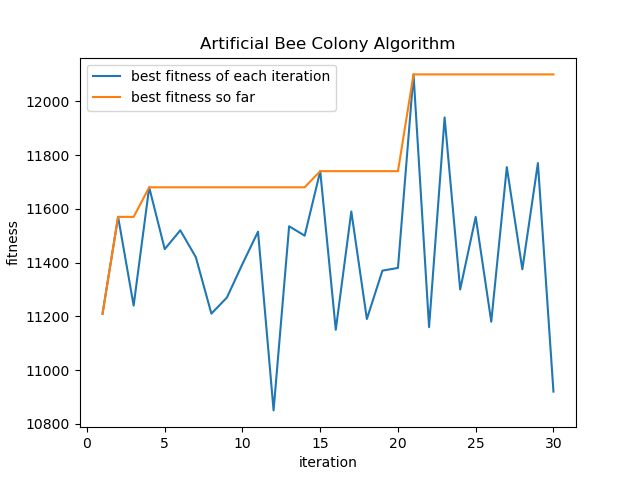 Artificial Bee Colony Algorithm
best fitness of each iteration
best fitness so far
12000
11800
11600
11400
11200
11000
10800
fitness
0 5 10 15 20 25 30
iteration